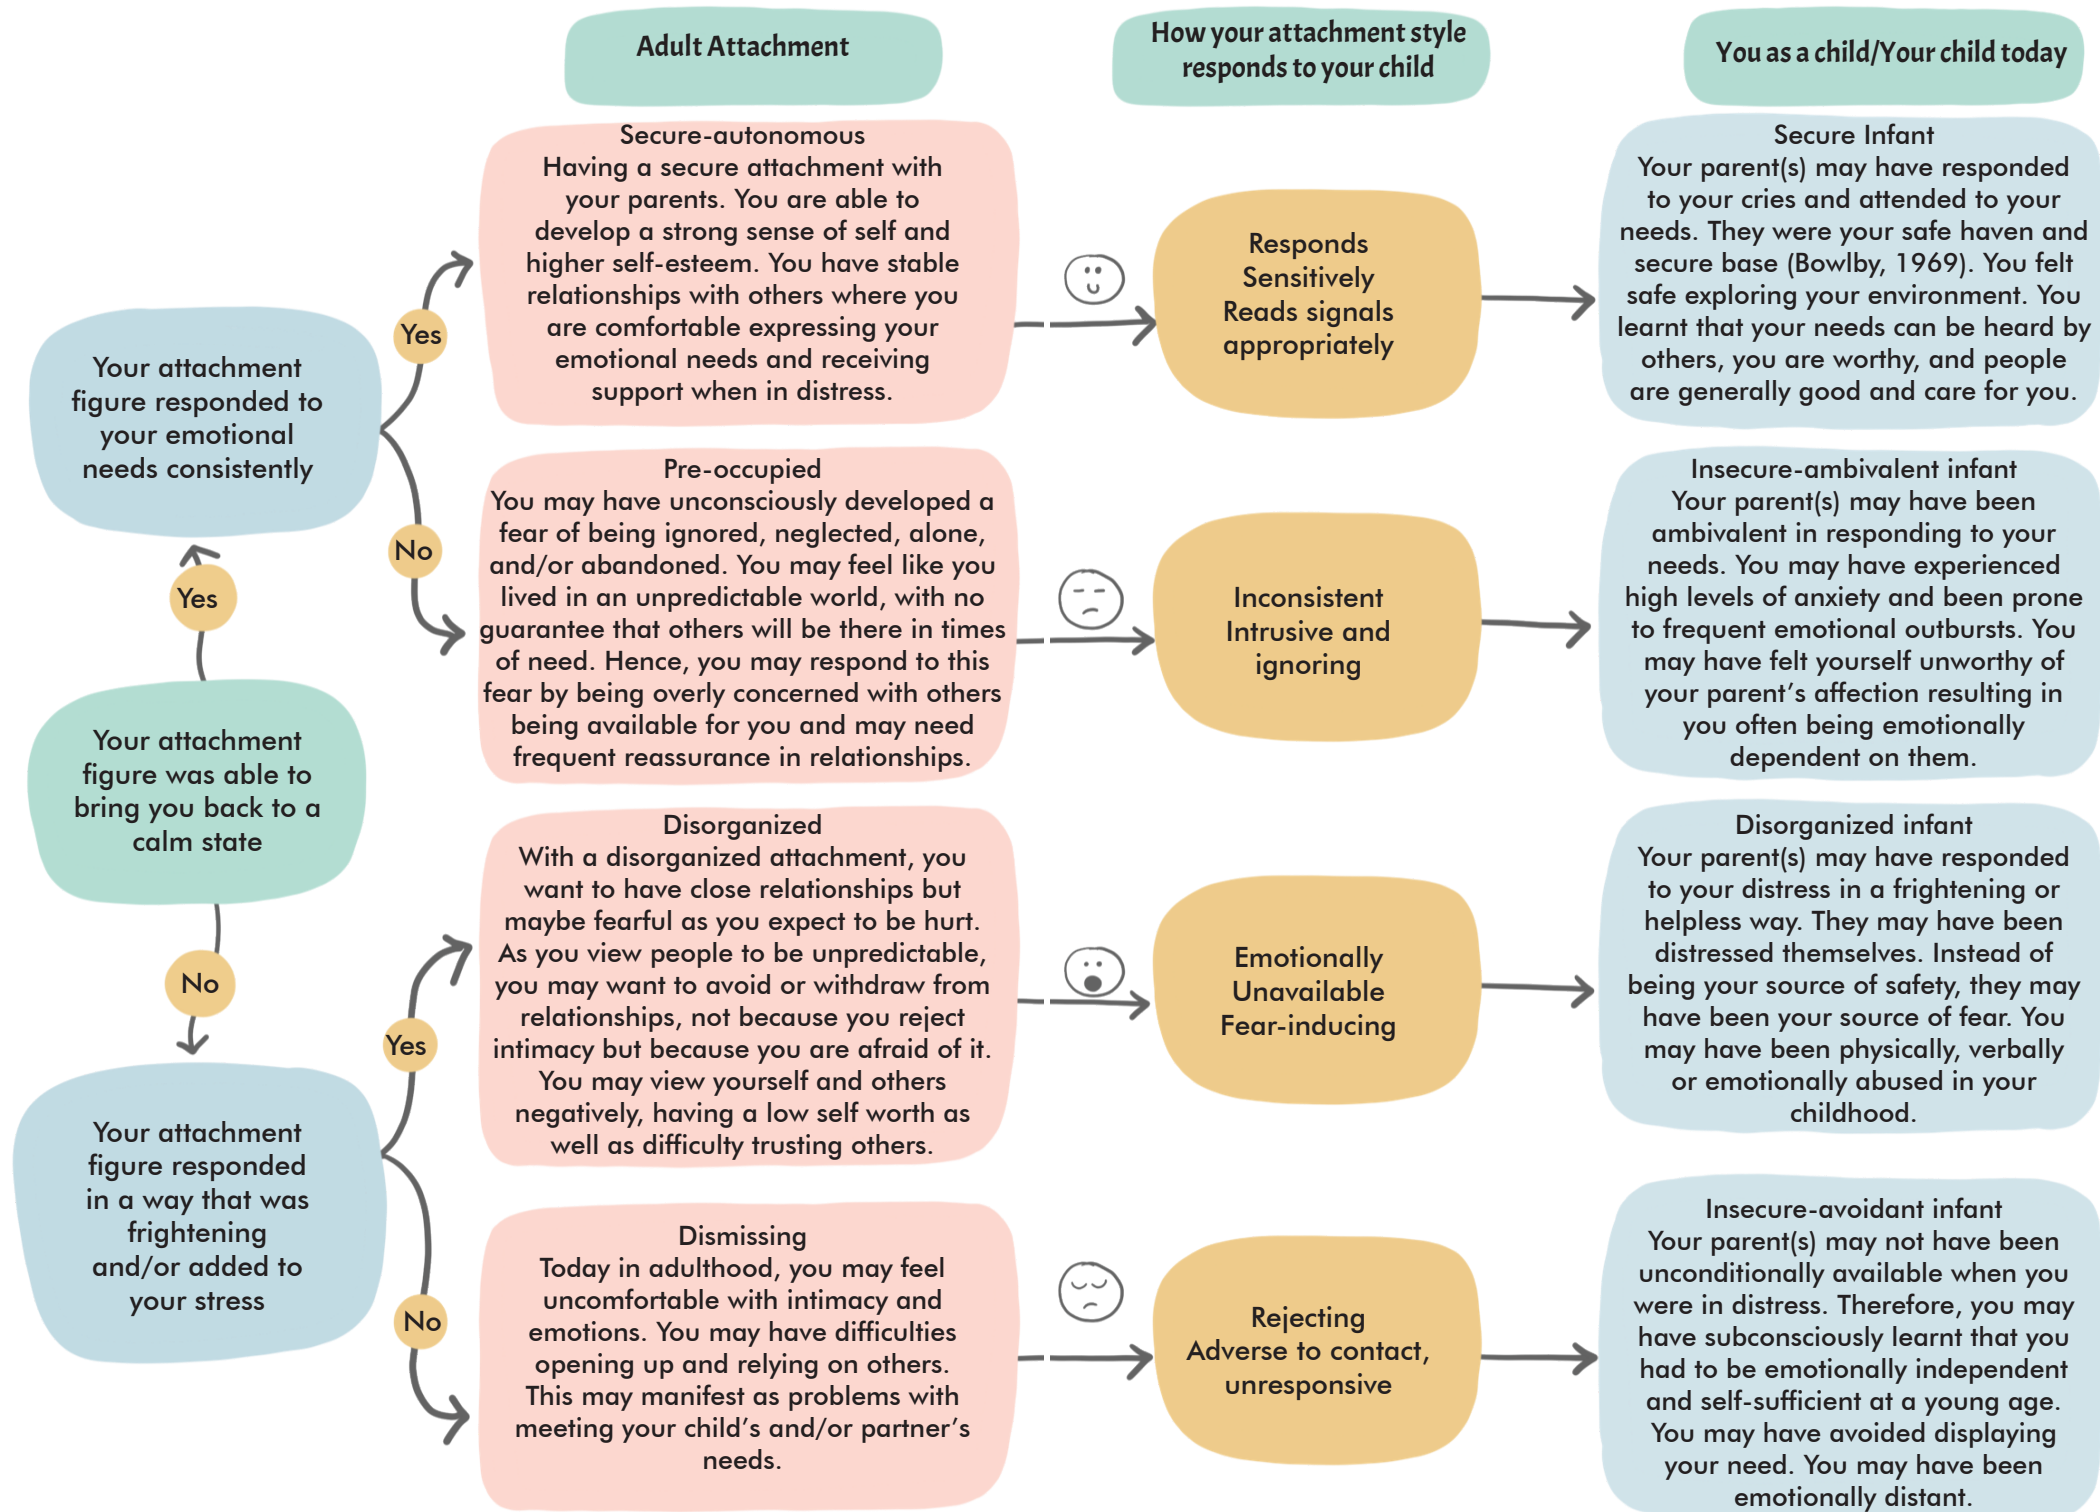 Adult Attachment
How your attachment style
responds to your child
You as a child/Your child today
Your attachment
figure responded to
your emotional
needs consistently
Yes
No
Yes
Your attachment
figure was able to
bring you back to a
calm state
No
Your attachment
figure responded
in a way that was
frightening
and/or added to
your stress
Yes
No
Secure-autonomous
Having a secure attachment with
your parents. You are able to
develop a strong sense of self and
higher self-esteem. You have stable
relationships with others where you
are comfortable expressing your
emotional needs and receiving
support when in distress.
Responds
Sensitively
Reads signals
appropriately
Secure Infant
Your parent(s) may have responded
to your cries and attended to your
needs. They were your safe haven and
secure base (Bowlby, 1969). You felt
safe exploring your environment. You
learnt that your needs can be heard by
others, you are worthy, and people
are generally good and care for you.
Pre-occupied
You may have unconsciously developed a
fear of being ignored, neglected, alone,
and/or abandoned. You may feel like you
lived in an unpredictable world, with no
guarantee that others will be there in times
of need. Hence, you may respond to this
fear by being overly concerned with others
being available for you and may need
frequent reassurance in relationships.
Inconsistent
Intrusive and
ignoring
Insecure-ambivalent infant
Your parent(s) may have been
ambivalent in responding to your
needs. You may have experienced
high levels of anxiety and been prone
to frequent emotional outbursts. You
may have felt yourself unworthy of
your parent's affection resulting in
you often being emotionally
dependent on them.
Disorganized
With a disorganized attachment, you
want to have close relationships but
maybe fearful as you expect to be hurt.
As you view people to be unpredictable,
you may want to avoid or withdraw from
relationships, not because you reject
intimacy but because you are afraid of it.
You may view yourself and others
negatively, having a low self worth as
well as difficulty trusting others.
Emotionally
Unavailable
Fear-inducing
Disorganized infant
Your parent(s) may have responded
to your distress in a frightening or
helpless way. They may have been
distressed themselves. Instead of
being your source of safety, they may
have been your source of fear. You
may have been physically, verbally
or emotionally abused in your
childhood.
Dismissing
Today in adulthood, you may feel
uncomfortable with intimacy and
emotions. You may have difficulties
opening up and relying on others.
This may manifest as problems with
meeting your child's and/or partner's
needs.
Rejecting
Adverse to contact,
unresponsive
Insecure-avoidant infant
Your parent(s) may not have been
unconditionally available when you
were in distress. Therefore, you may
have subconsciously learnt that you
had to be emotionally independent
and self-sufficient at a young age.
You may have avoided displaying
your need. You may have been
emotionally distant.